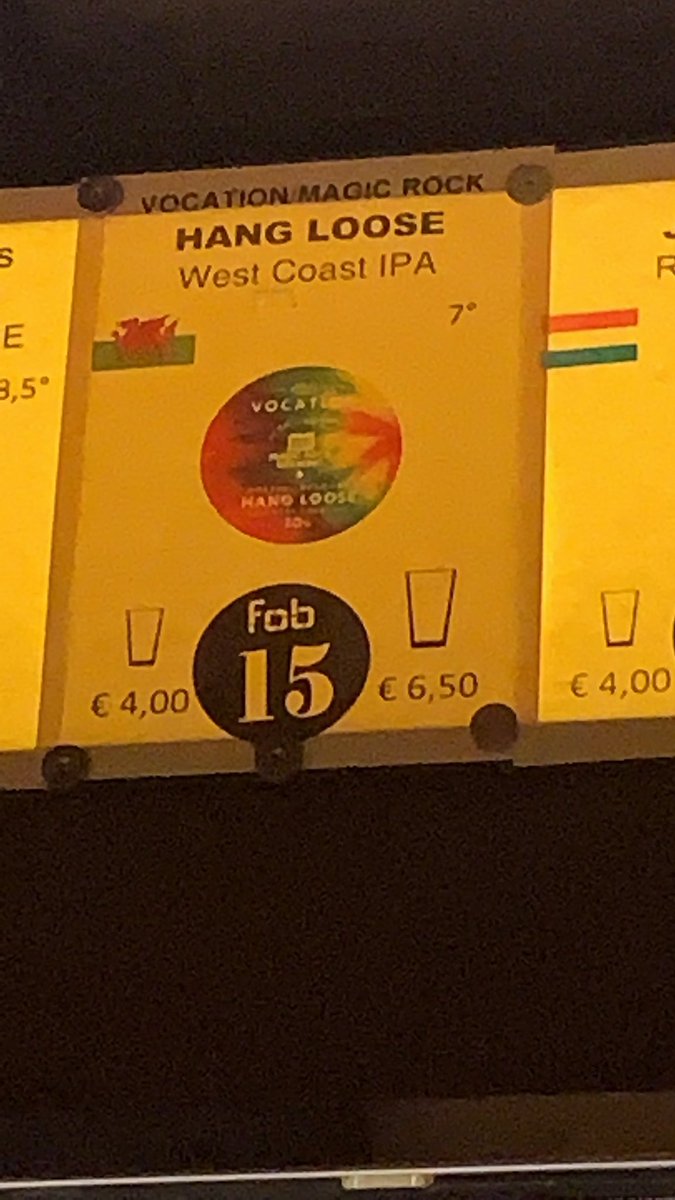 VOCATION/MAGIC ROCK
HANG LOOSE
West Coast IPA
7°
VOCATI
HANG LOOSE
fob
15
€ 4,00
€ 6,50
S
E
8,5°
R
€ 4,00